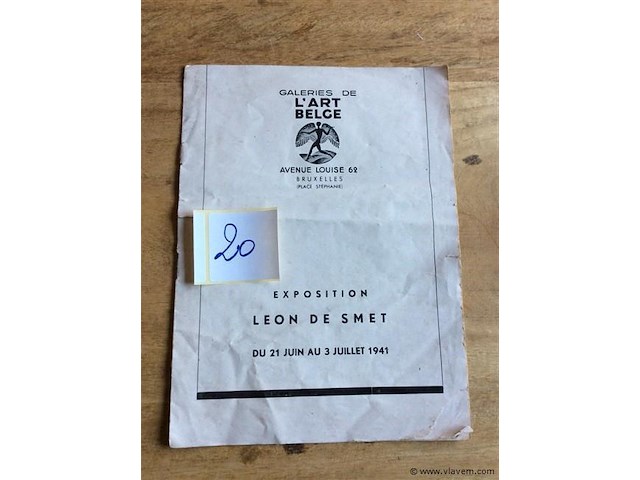 GALERIES DE
L'ART
BELGE
AVENUE LOUISE 62
BRUXELLES
(PLACE STÉPHANIE)
20
EXPOSITION
LEON DE SMET
DU 21 JUIN AU 3 JUILLET 1941
© www.vlavem.com